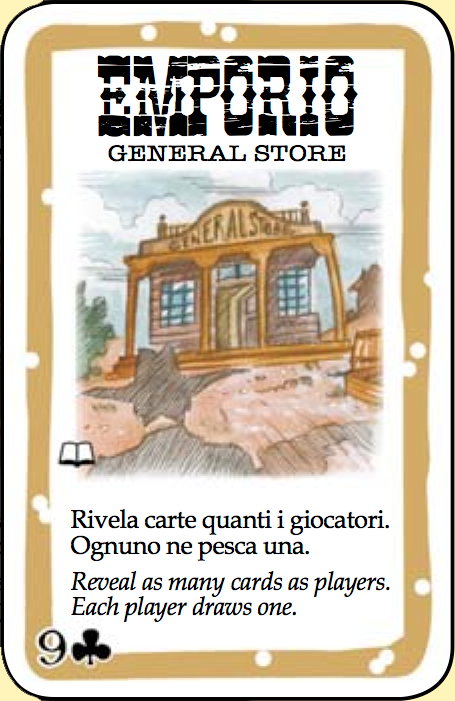 EMPORIO
GENERAL STORE
GENERAL STORE
Rivela carte quanti i giocatori.
Ognuno ne pesca una.
Reveal as many cards as players.
Each player draws one.
9♣